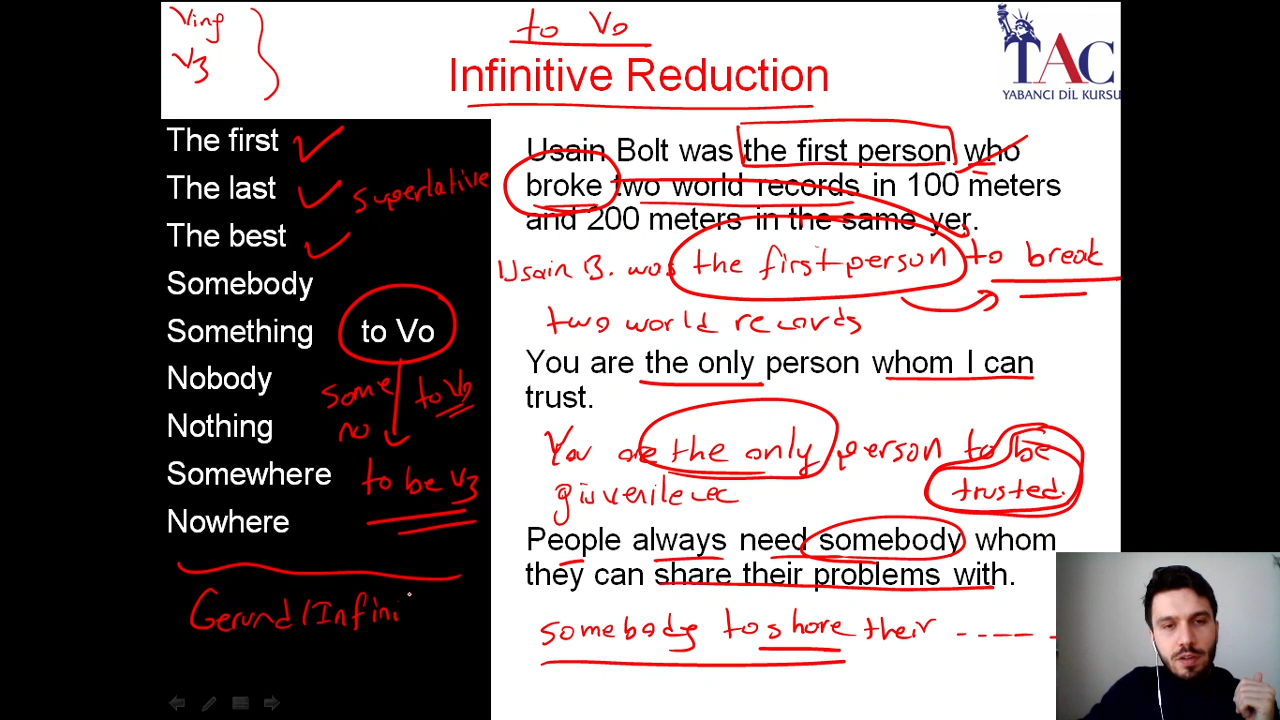 Ving
V3
to Vo
Infinitive Reduction
TAC
YABANCI DİL KURSU
The first
The last
superlative
The best
Somebody
Something
to Vo
Nobody
some
to Vo
Nothing
no
Somewhere
to be V3
Nowhere
Gerund/Infini
Usain Bolt was the first person who
broke two world records in 100 meters
and 200 meters in the same yer.
Usain B. was the first person to break
two world records
You are the only person whom I can
trust.
You are the only person to be
trusted.
güvenilecec
People always need somebody whom
they can share their problems with.
somebody to share their -----